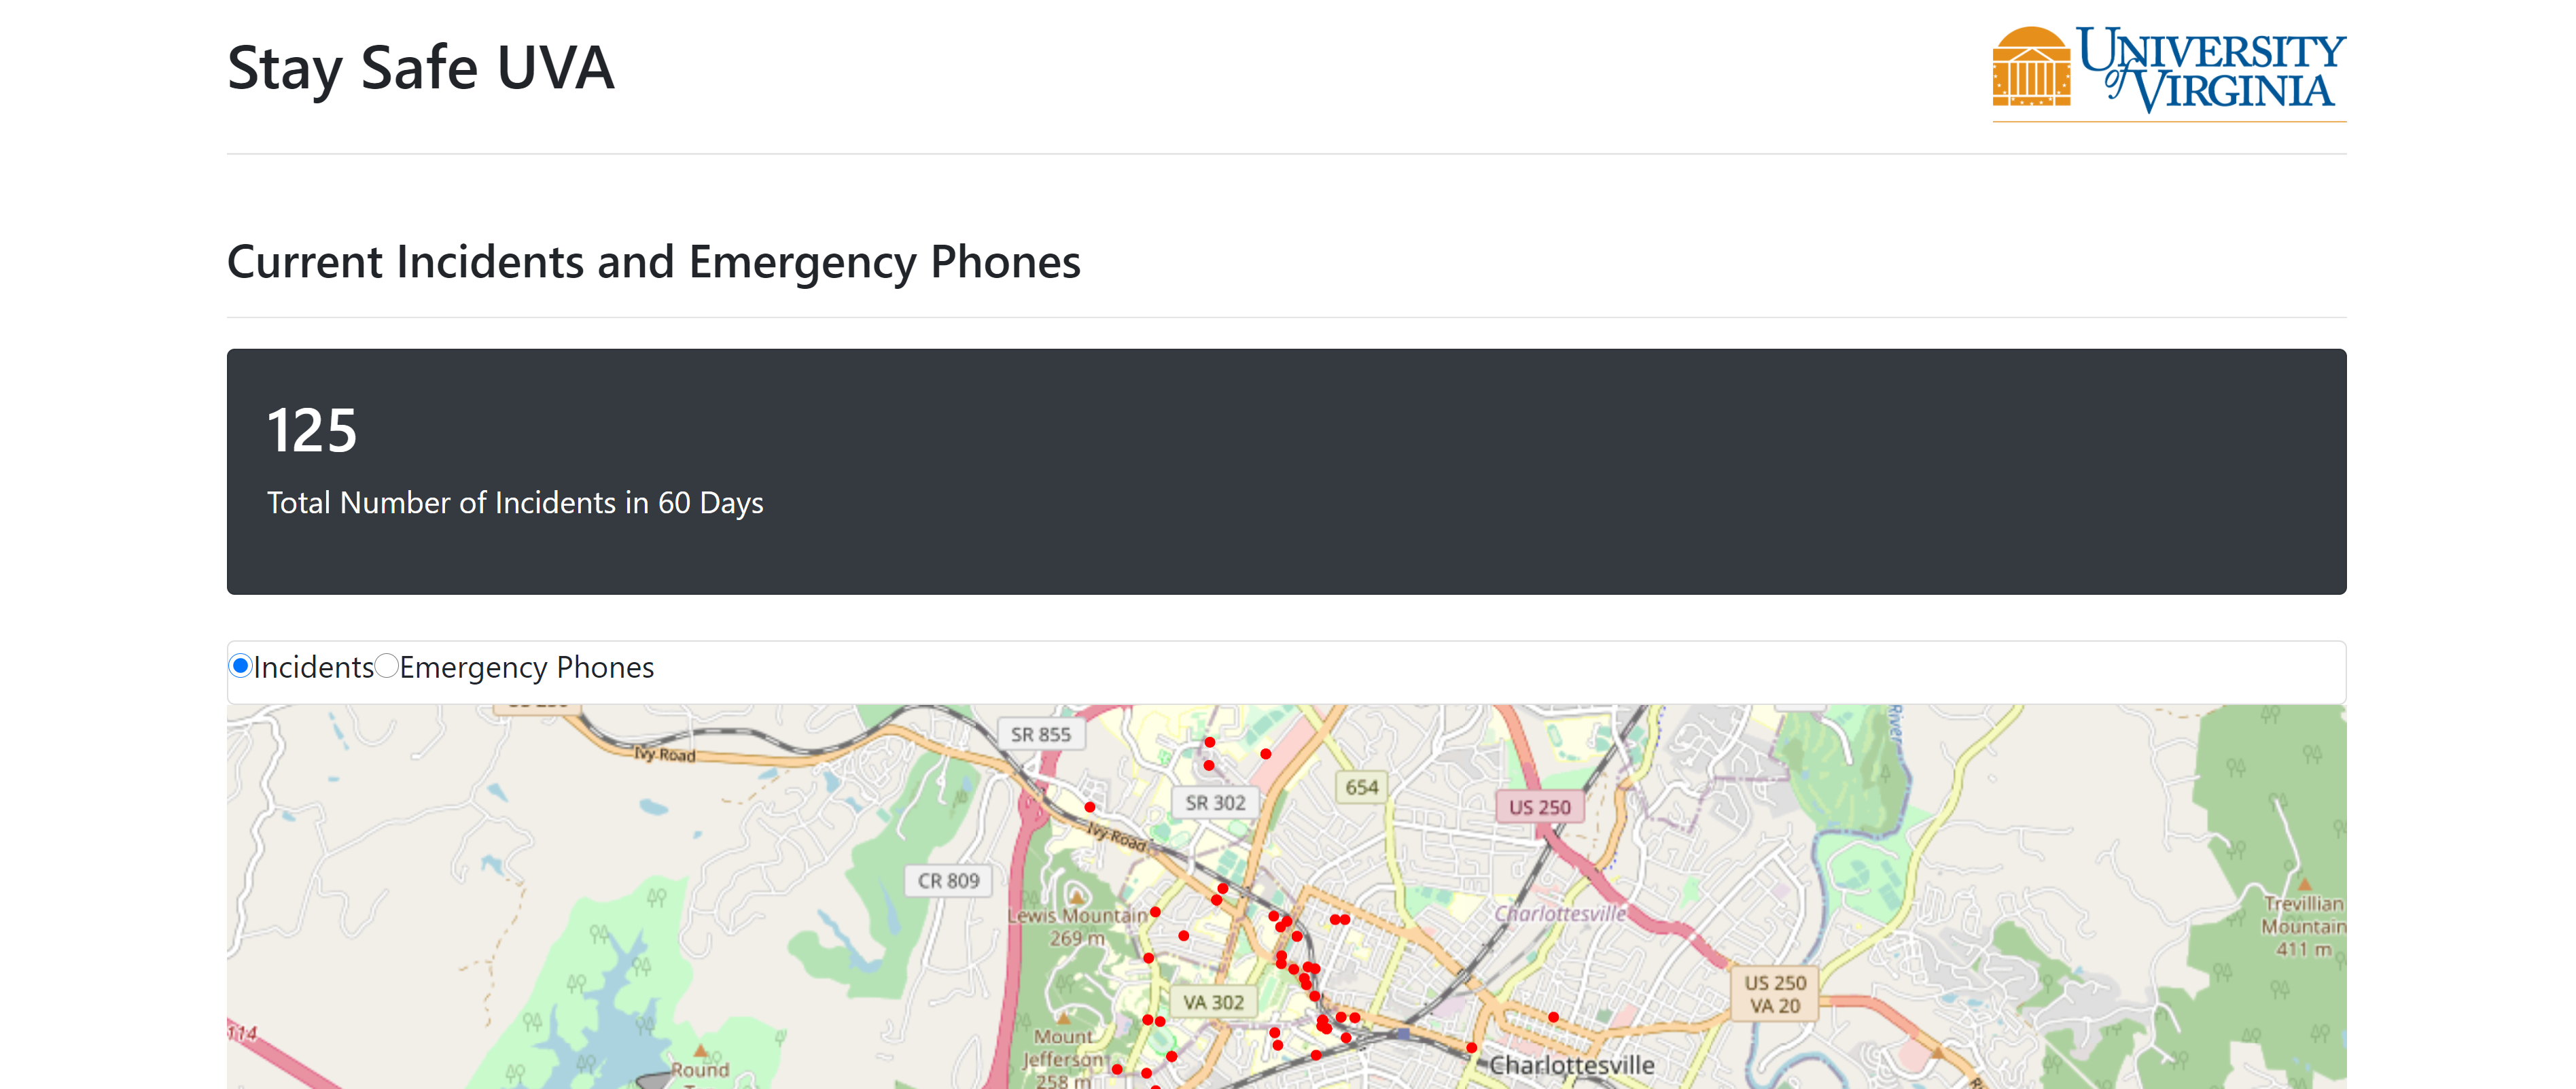 Stay Safe UVA
UNIVERSITY
of VIRGINIA
Current Incidents and Emergency Phones
125
Total Number of Incidents in 60 Days
Incidents Emergency Phones
River
SR 855
Ivy Road
654
SR 302
US 250
Ivy Road
CR 809
Lewis Mountain
269 m
Charlottesville
Trevillian
Mountain
411 m
US 250
VA 20
VA 302
114
Mount
Jefferson
258 m
Charlottesville
Round